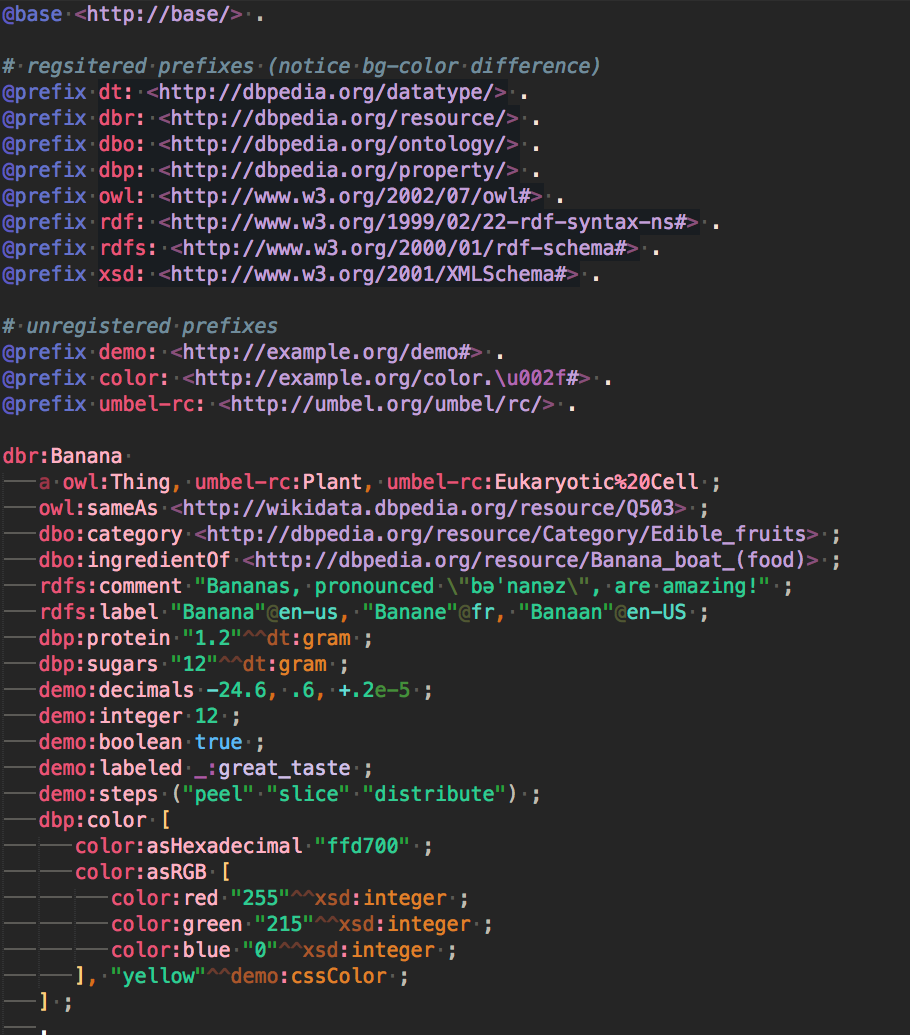 @base <http://base/> .
# regsitered prefixes (notice bg-color difference)
@prefix dt: <http://dbpedia.org/datatype/> .
@prefix dbr: <http://dbpedia.org/resource/> .
@prefix dbo: <http://dbpedia.org/ontology/> .
@prefix dbp: <http://dbpedia.org/property/> .
@prefix owl: <http://www.w3.org/2002/07/owl#> .
@prefix rdf: <http://www.w3.org/1999/02/22-rdf-syntax-ns#> .
@prefix rdfs: <http://www.w3.org/2000/01/rdf-schema#> .
@prefix xsd: <http://www.w3.org/2001/XMLSchema#> .
# unregistered prefixes
@prefix demo: <http://example.org/demo#> .
@prefix color: <http://example.org/color.\u002f#> .
@prefix umbel-rc: <http://umbel.org/umbel/rc/> .
dbr:Banana
a owl:Thing, umbel-rc:Plant, umbel-rc:Eukaryotic%20Cell ;
owl:sameAs <http://wikidata.dbpedia.org/resource/Q503> ;
dbo:category <http://dbpedia.org/resource/Category/Edible_fruits> ;
dbo:ingredientOf <http://dbpedia.org/resource/Banana_boat_(food)> ;
rdfs:comment "Bananas, pronounced \"bəˈnanəz\", are amazing!" ;
rdfs:label "Banana"@en-us, "Banane"@fr, "Banaan"@en-US ;
dbp:protein "1.2"^^dt:gram ;
dbp:sugars "12"^^dt:gram ;
demo:decimals -24.6, .6, +.2e-5 ;
demo:integer 12 ;
demo:boolean true ;
demo:labeled _:great_taste ;
demo:steps ("peel" "slice" "distribute") ;
dbp:color [
color:asHexadecimal "ffd700" ;
color:asRGB [
color:red "255"^^xsd:integer ;
color:green "215"^^xsd:integer ;
color:blue "0"^^xsd:integer ;
], "yellow"^^demo:cssColor ;
] ;
.